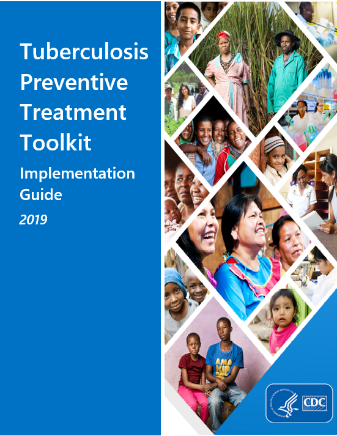 Tuberculosis
Preventive
Treatment
Toolkit
Implementation
Guide
2019
CDC